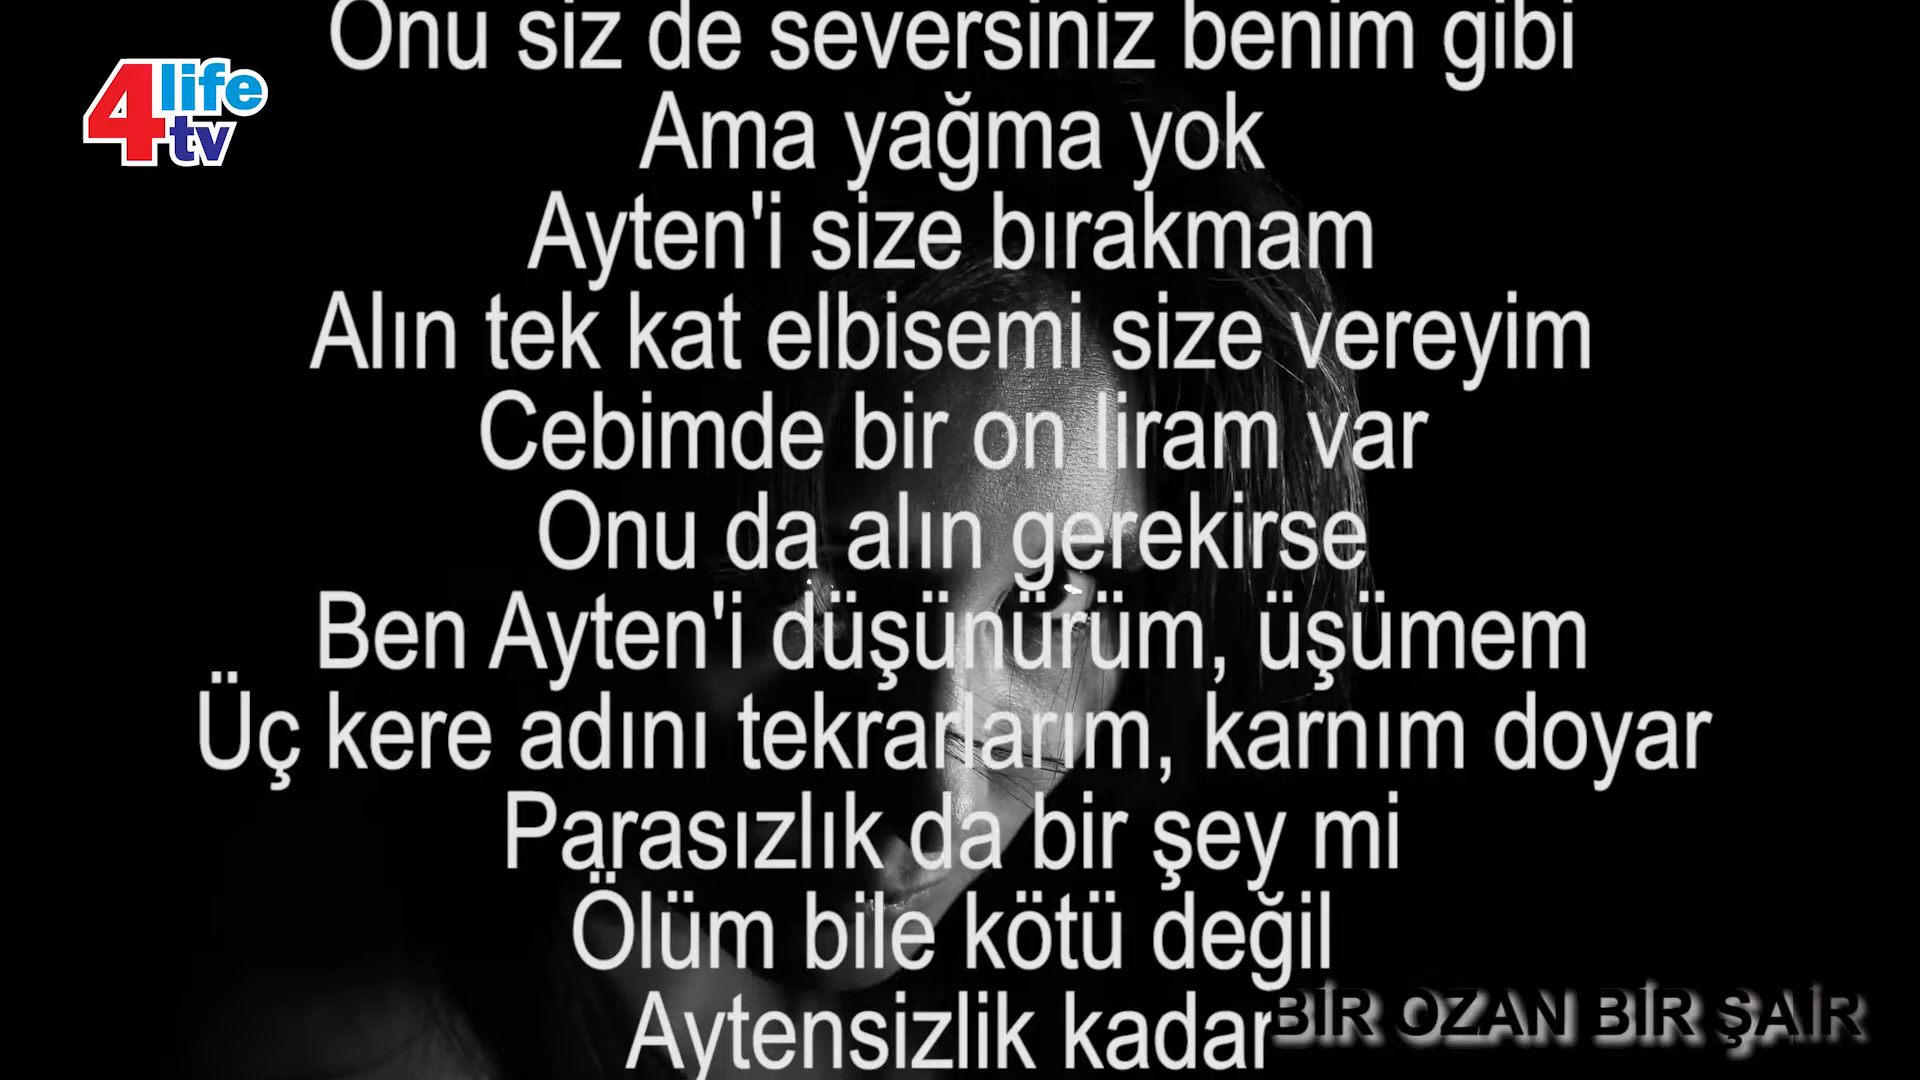 Onu siz de seversiniz benim gibi
4life
tv
Ama yağma yok
Ayten'i size bırakmam
Alın tek kat elbisemi size vereyim
Cebimde bir on liram var
Onu da alın gerekirse
Ben Ayten'i düşünürüm, üşümem
Üç kere adını tekrarlarım, karnım doyar
Parasızlık da bir şey mi
Ölüm bile kötü değil
Aytensizlik kadar
BİR OZAN BİR ŞAİR